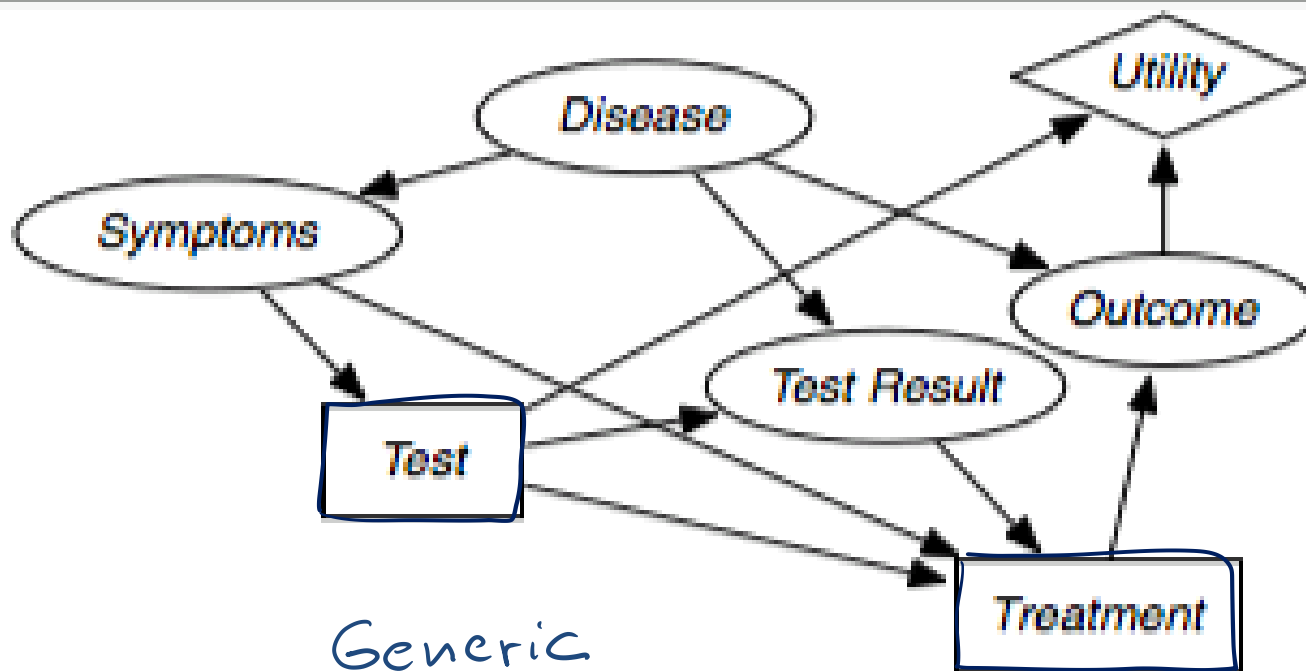 Utility
Disease
Symptoms
Outcome
Test Result
Test
Treatment
Generic